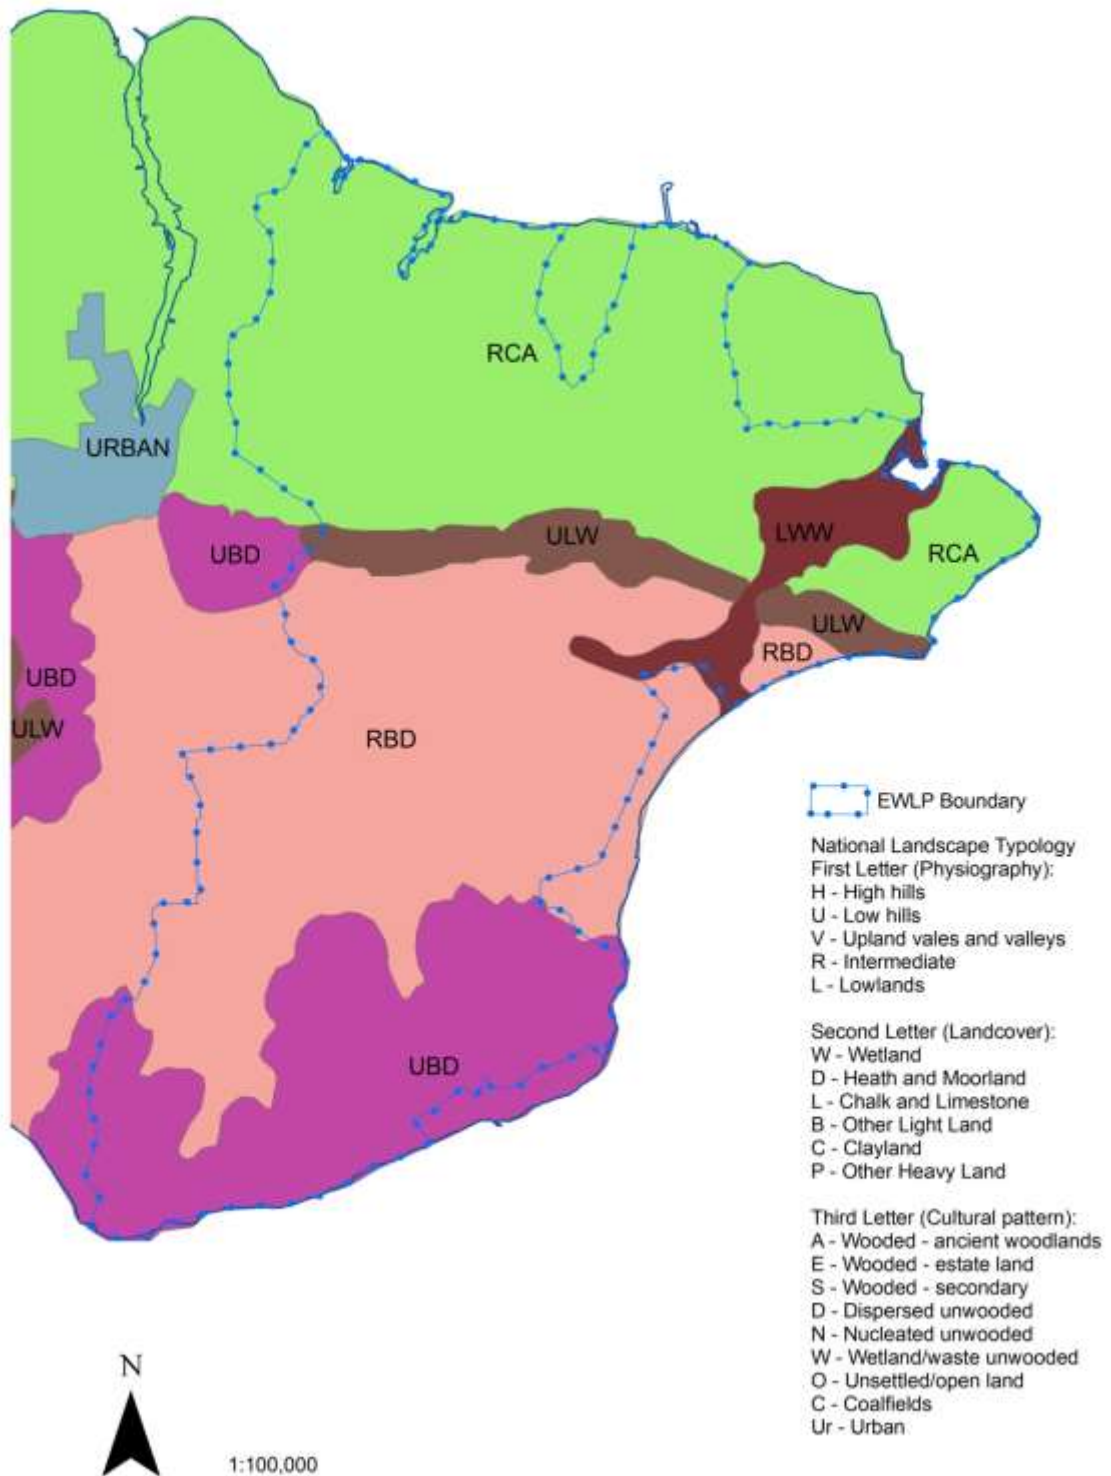 RCA
URBAN
UBD
ULW
LWW
RCA
ULW
RBD
UBD
ULW
RBD
UBD
EWLP Boundary
National Landscape Typology
First Letter (Physiography):
H - High hills
U - Low hills
V - Upland vales and valleys
R - Intermediate
L - Lowlands
Second Letter (Landcover):
W - Wetland
D - Heath and Moorland
L - Chalk and Limestone
B - Other Light Land
C - Clayland
P - Other Heavy Land
Third Letter (Cultural pattern):
A - Wooded - ancient woodlands
E - Wooded - estate land
S - Wooded - secondary
D - Dispersed unwooded
N - Nucleated unwooded
W - Wetland/waste unwooded
O - Unsettled/open land
C - Coalfields
Ur - Urban
N
1:100,000